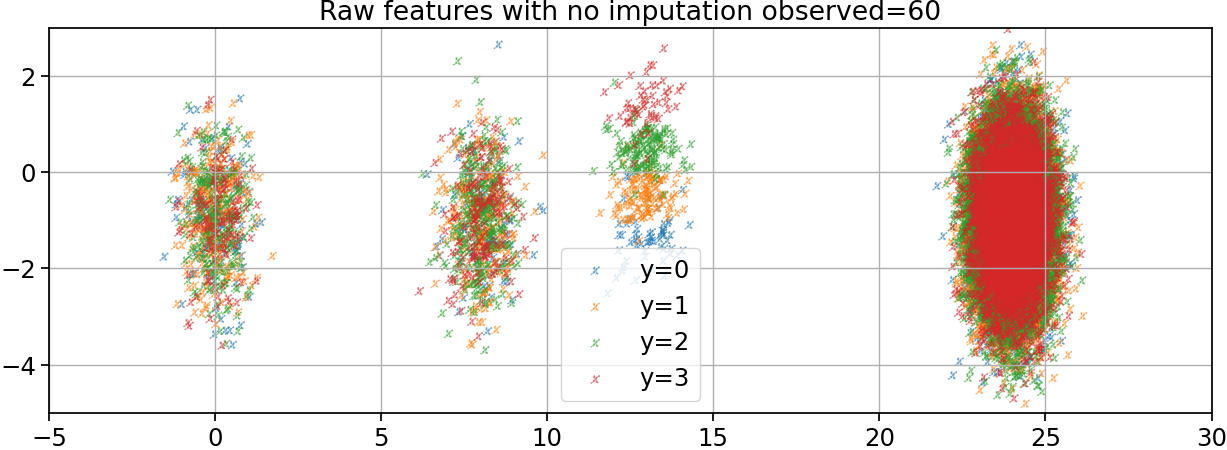 Raw features with no imputation observed=60
2
0
−2
−4
y=0
y=1
y=2
y=3
−5 0 5 10 15 20 25 30